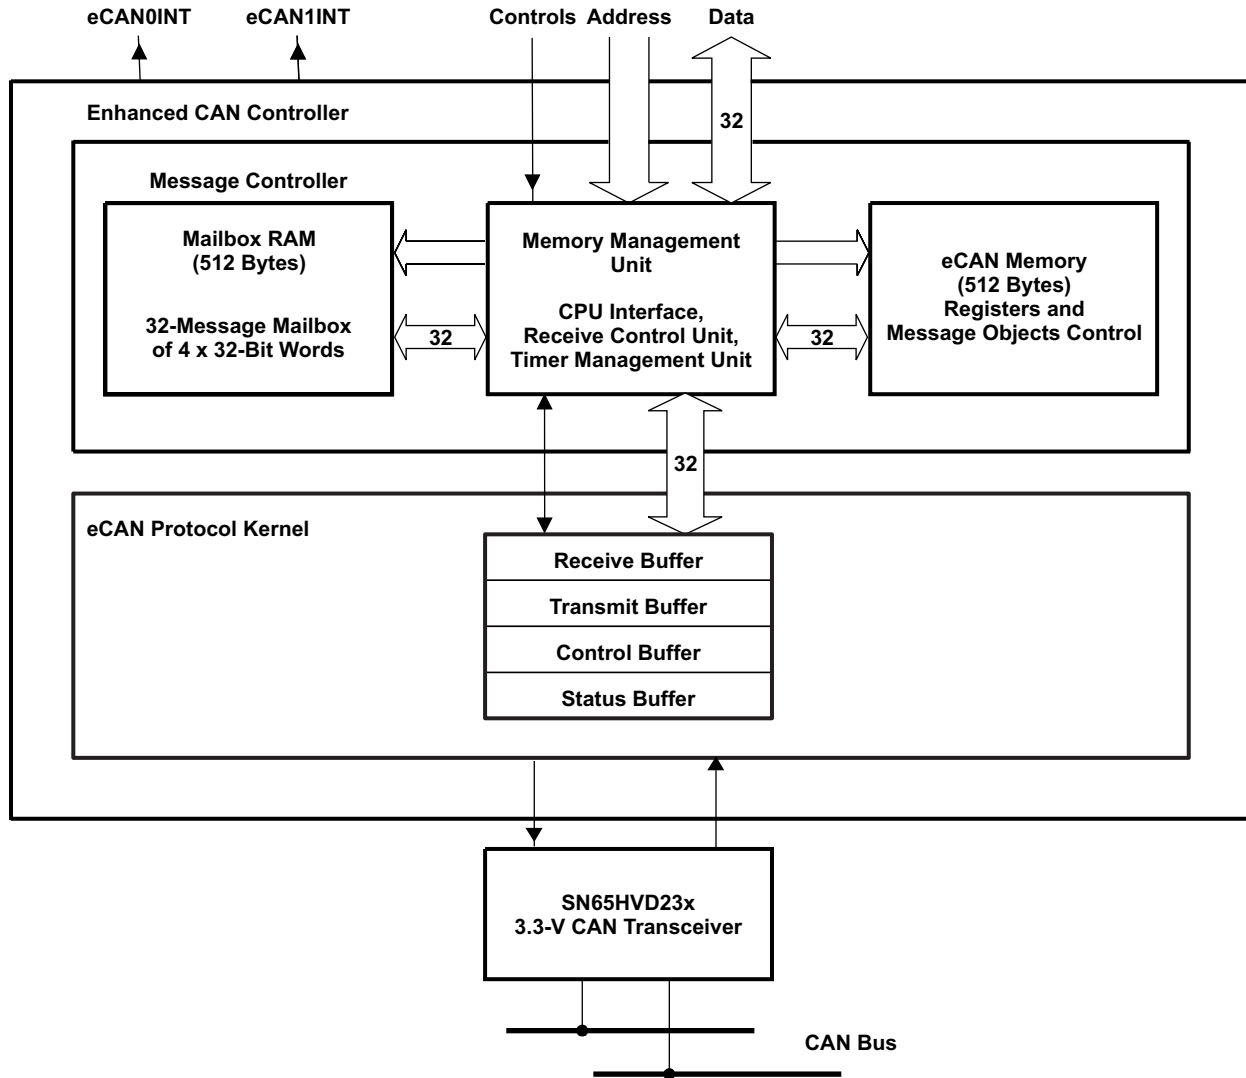 eCAN0INT
eCAN1INT
Controls
Address
Data
32
Enhanced CAN Controller
Message Controller
Mailbox RAM
(512 Bytes)
32-Message Mailbox
of 4 x 32-Bit Words
32
Memory Management
Unit
CPU Interface,
Receive Control Unit,
Timer Management Unit
32
eCAN Memory
(512 Bytes)
Registers and
Message Objects Control
32
eCAN Protocol Kernel
Receive Buffer
Transmit Buffer
Control Buffer
Status Buffer
SN65HVD23x
3.3-V CAN Transceiver
CAN Bus